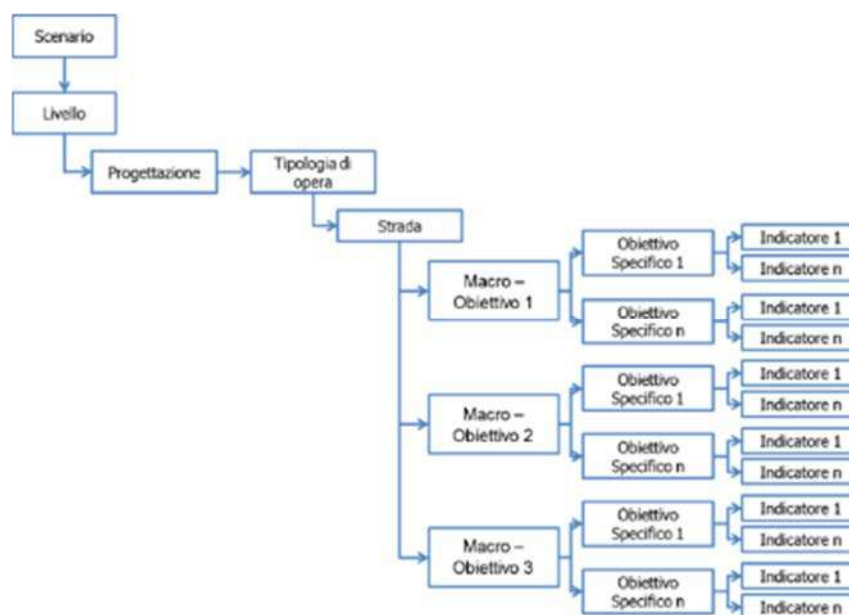 Scenario
Livello
Progettazione
Tipologia di
opera
Strada
Macro –
Obiettivo 1
Obiettivo
Specifico 1
Indicatore 1
Indicatore n
Obiettivo
Specifico n
Indicatore 1
Indicatore n
Macro –
Obiettivo 2
Obiettivo
Specifico 1
Indicatore 1
Indicatore n
Obiettivo
Specifico n
Indicatore 1
Indicatore n
Macro –
Obiettivo 3
Obiettivo
Specifico 1
Indicatore 1
Indicatore n
Obiettivo
Specifico n
Indicatore 1
Indicatore n